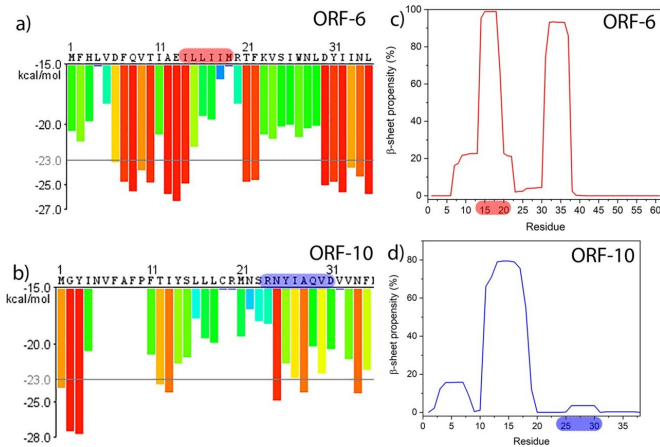 a)
ORF-6
1 11 21 31
MFHLVDFQVTIAEILLIIMRTFKVSIWNLDYIINL
-15.0
kcal/mol
-20.0
-23.0
-25.0
-27.0
b)
ORF-10
1 11 21 31
MGYINVFAFPFTIYSLLLCRMNSRNYIAQVDVVNF
-15.0
kcal/mol
-20.0
-23.0
-25.0
-28.0
c)
ORF-6
100
80
60
40
20
0
β-sheet propensity (%)
0 5 10 15 20 25 30 35 40 45 50 55 60
Residue
d)
ORF-10
100
80
60
40
20
0
β-sheet propensity (%)
0 5 10 15 20 25 30 35
Residue